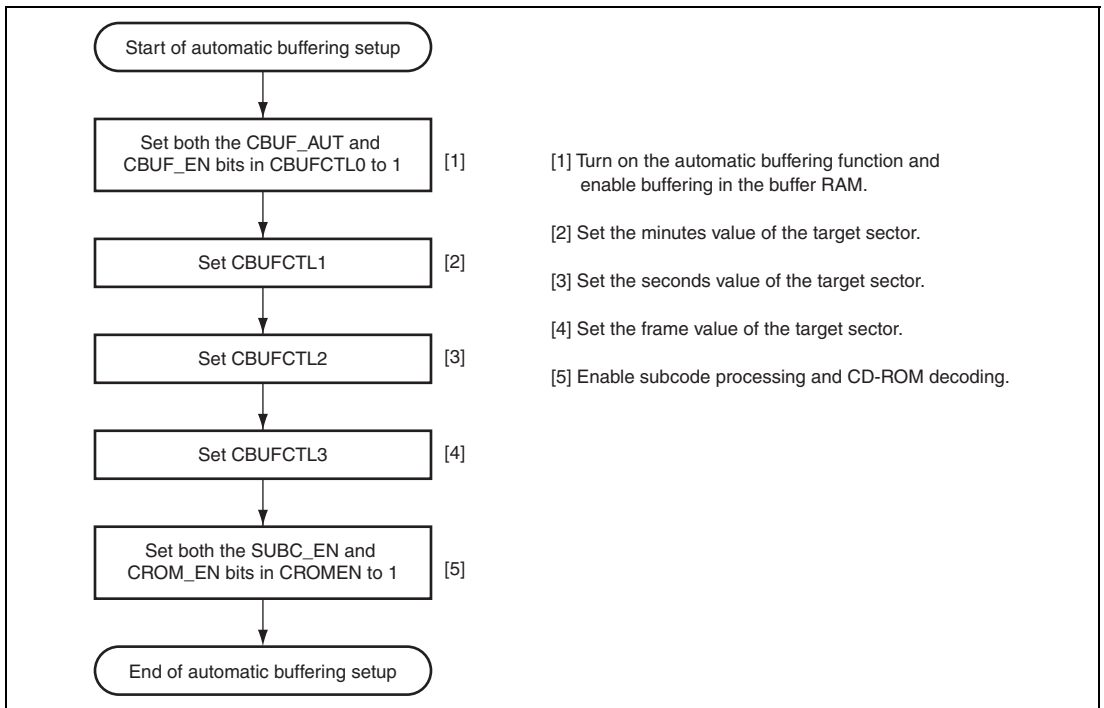 Start of automatic buffering setup
Set both the CBUF_AUT and
CBUF_EN bits in CBUFCTL0 to 1
[1]
Set CBUFCTL1
[2]
Set CBUFCTL2
[3]
Set CBUFCTL3
[4]
Set both the SUBC_EN and
CROM_EN bits in CROMEN to 1
[5]
End of automatic buffering setup
[1] Turn on the automatic buffering function and
enable buffering in the buffer RAM.
[2] Set the minutes value of the target sector.
[3] Set the seconds value of the target sector.
[4] Set the frame value of the target sector.
[5] Enable subcode processing and CD-ROM decoding.